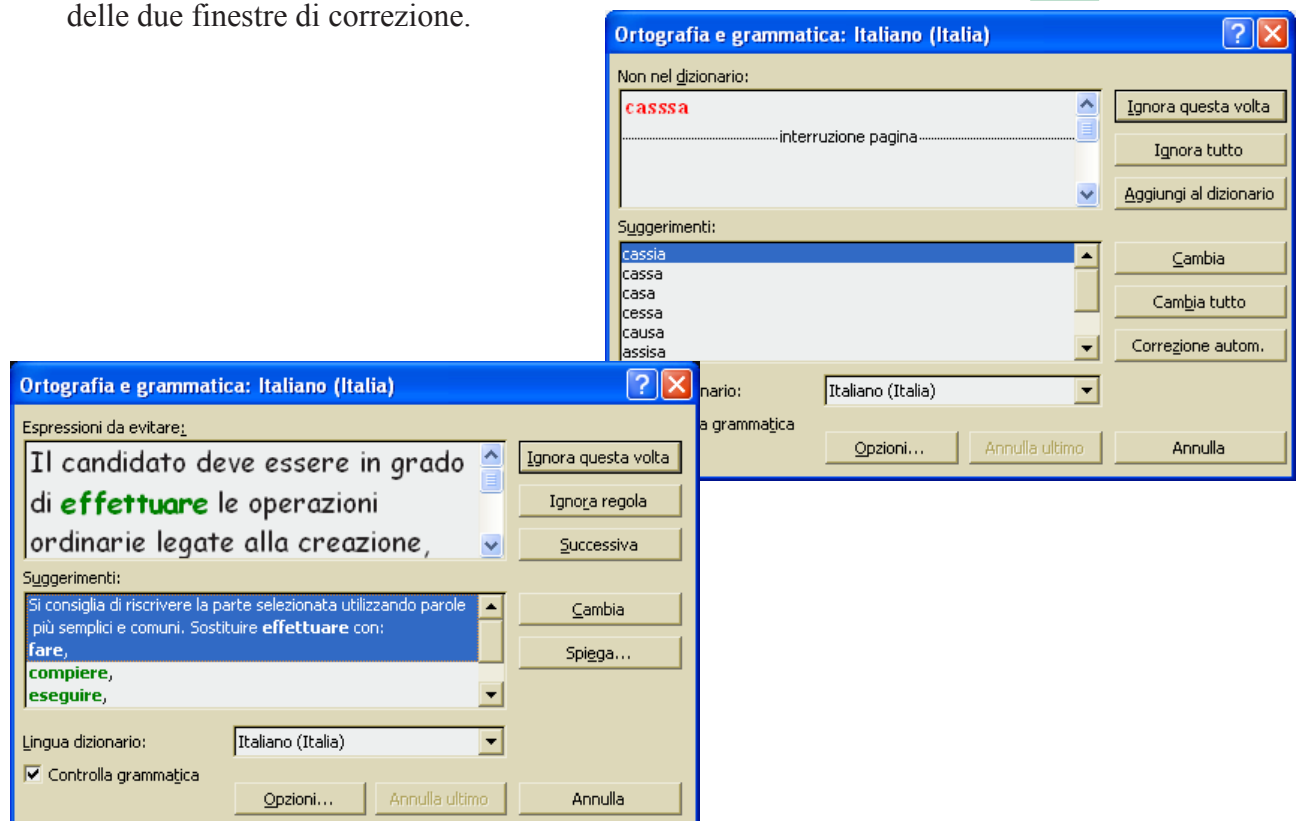 delle due finestre di correzione.
Ortografia e grammatica: Italiano (Italia)
Non nel dizionario:
casssa
interruzione pagina
Ignora questa volta
Ignora tutto
Aggiungi al dizionario
Suggerimenti:
cassia
cassa
casa
cessa
causa
assisa
Cambia
Cambia tutto
Correzione autom.
nario:
Italiano (Italia)
a grammatica
Opzioni...
Annulla ultimo
Annulla
Ortografia e grammatica: Italiano (Italia)
Espressioni da evitare:
Il candidato deve essere in grado
di effettuare le operazioni
ordinarie legate alla creazione,
Ignora questa volta
Ignora regola
Successiva
Suggerimenti:
Si consiglia di riscrivere la parte selezionata utilizzando parole
più semplici e comuni. Sostituire effettuare con:
fare,
compiere,
eseguire,
Cambia
Spiega...
Lingua dizionario:
Italiano (Italia)
Controlla grammatica
Opzioni...
Annulla ultimo
Annulla